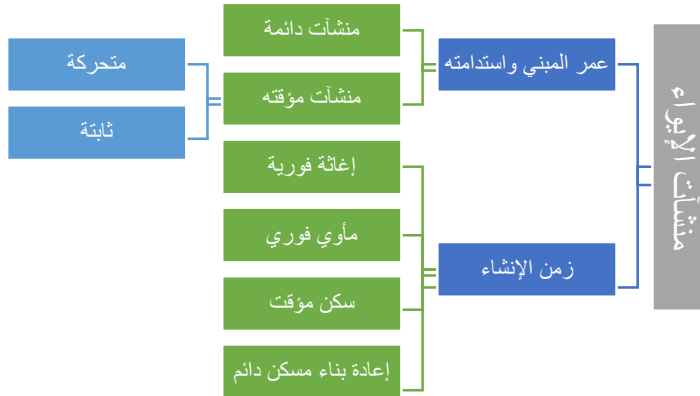 منشآت الإيواء
عمر المبني واستدامته
منشآت دائمة
منشآت مؤقته
متحركة
ثابتة
زمن الإنشاء
إغاثة فورية
مأوي فوري
سكن مؤقت
إعادة بناء مسكن دائم